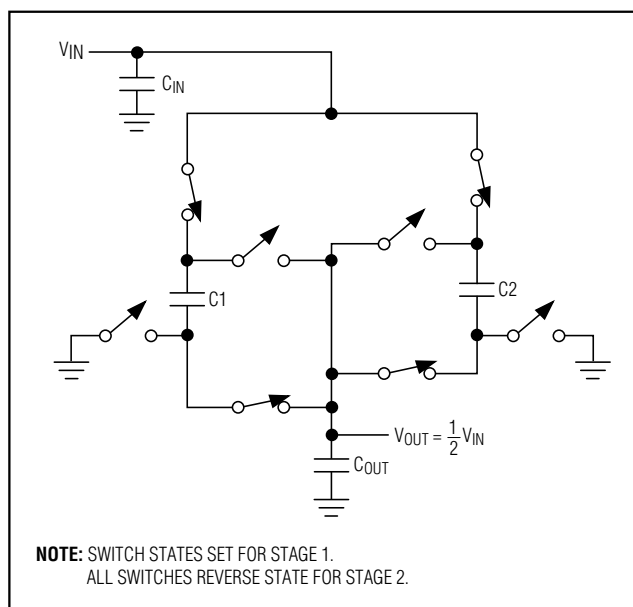 VIN
CIN
C1
C2
VOUT = 1/2 VIN
COUT
NOTE: SWITCH STATES SET FOR STAGE 1.
ALL SWITCHES REVERSE STATE FOR STAGE 2.